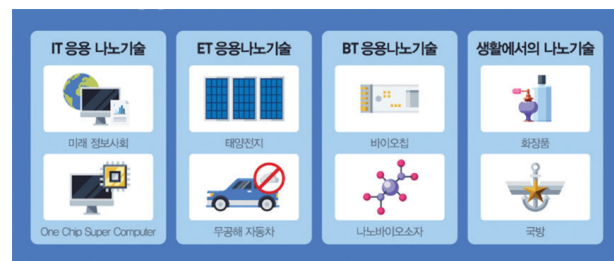 IT 응용 나노기술
미래 정보사회
One Chip Super Computer
ET 응용나노기술
태양전지
무공해 자동차
BT 응용나노기술
바이오칩
나노바이오소자
생활에서의 나노기술
화장품
국방